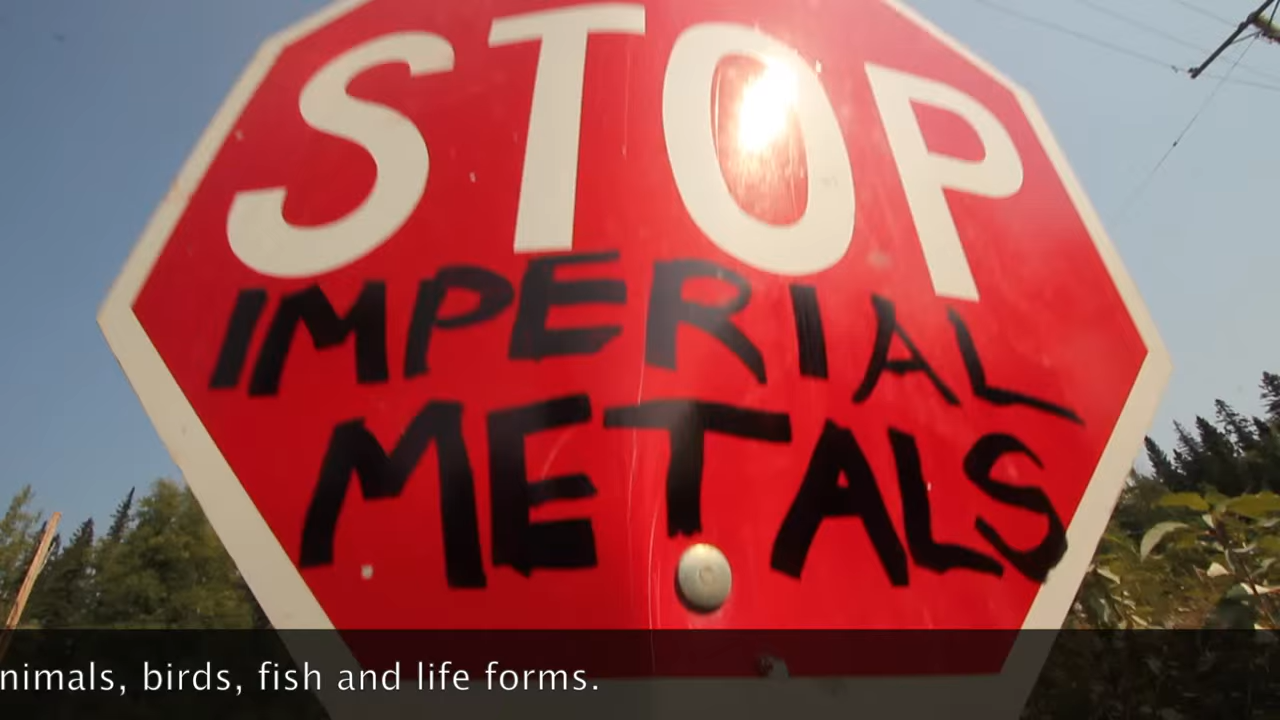 STOP
IMPERIAL
METALS
nimals, birds, fish and life forms.